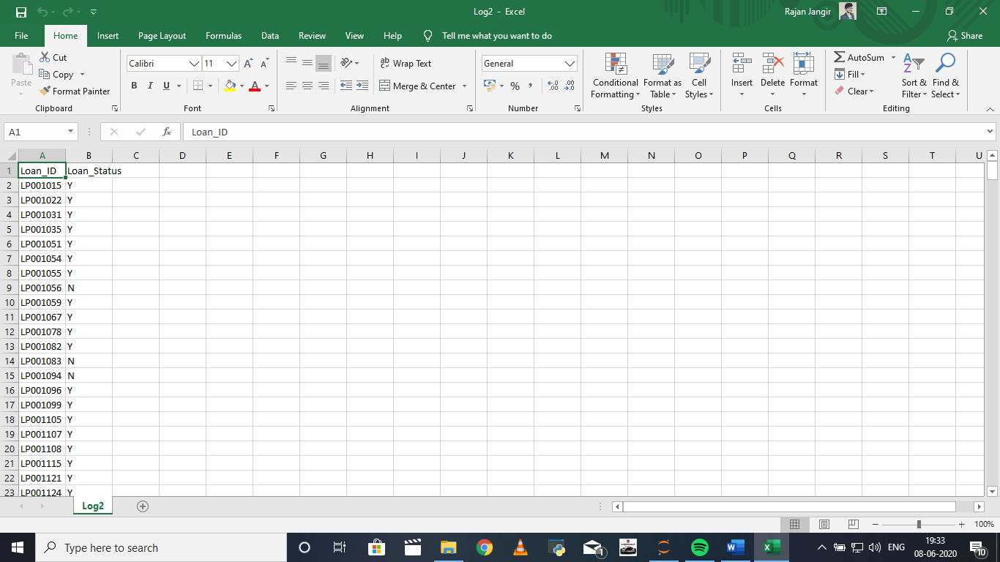 Log2 - Excel
Rajan Jangir
File Home Insert Page Layout Formulas Data Review View Help Tell me what you want to do Share
Cut
Copy
Format Painter
Paste
Clipboard
Calibri 11
B I U
Font
Wrap Text
Merge & Center
Alignment
General
% ,
Number
Conditional Formatting
Format as Table
Cell Styles
Styles
Insert Delete Format
Cells
AutoSum
Fill
Clear
Sort & Filter
Find & Select
Editing
A1 fx Loan_ID
A B C D E F G H I J K L M N O P Q R S T U
1 Loan_ID Loan_Status
2 LP001015 Y
3 LP001022 Y
4 LP001031 Y
5 LP001035 Y
6 LP001051 Y
7 LP001054 Y
8 LP001055 Y
9 LP001056 N
10 LP001059 Y
11 LP001067 Y
12 LP001078 Y
13 LP001082 Y
14 LP001083 N
15 LP001094 N
16 LP001096 Y
17 LP001099 Y
18 LP001105 Y
19 LP001107 Y
20 LP001108 Y
21 LP001115 Y
22 LP001121 Y
23 LP001124 Y
Log2
100%
Type here to search
1
ENG
19:33
08-06-2020
10